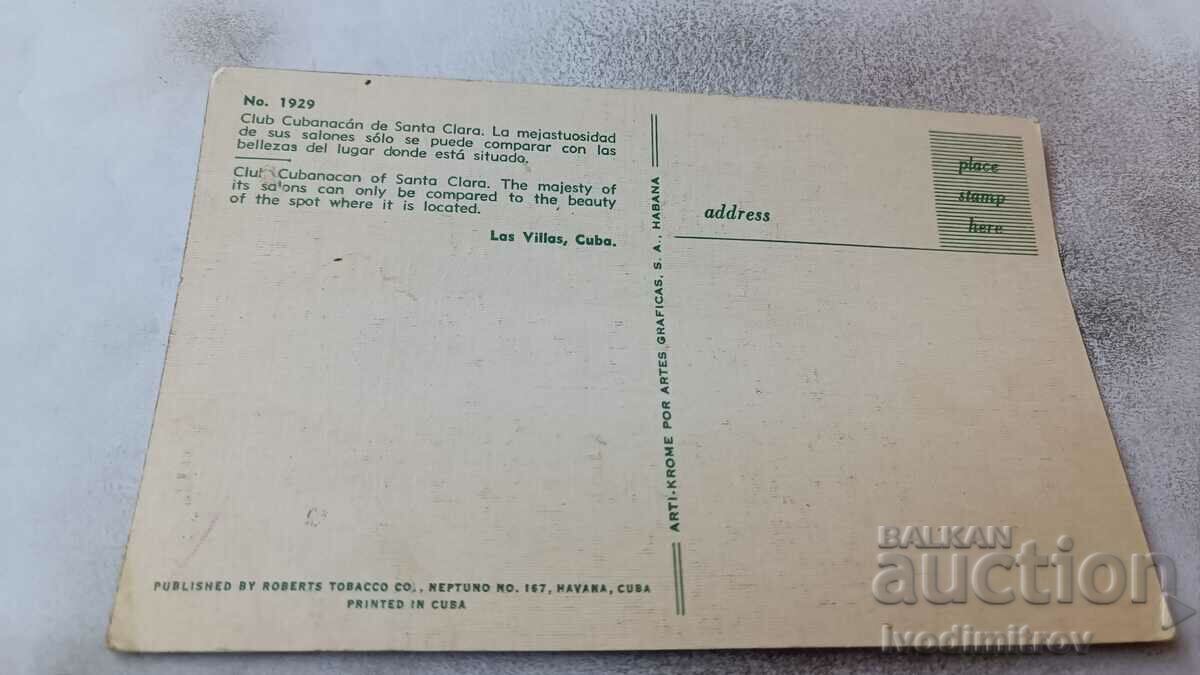 No. 1929
Club Cubanacán de Santa Clara. La mejastuosidad
de sus salones sólo se puede comparar con las
bellezas del lugar donde está situada.
Club Cubanacan of Santa Clara. The majesty of
its salons can only be compared to the beauty
of the spot where it is located.
Las Villas, Cuba.
PUBLISHED BY ROBERTS TOBACCO CO., NEPTUNO NO. 167, HAVANA, CUBA
PRINTED IN CUBA
ARTI-KROME POR ARTES GRAFICAS, S. A., HABANA
address
place
stamp
here
BALKAN
auction
Ivodimitrov